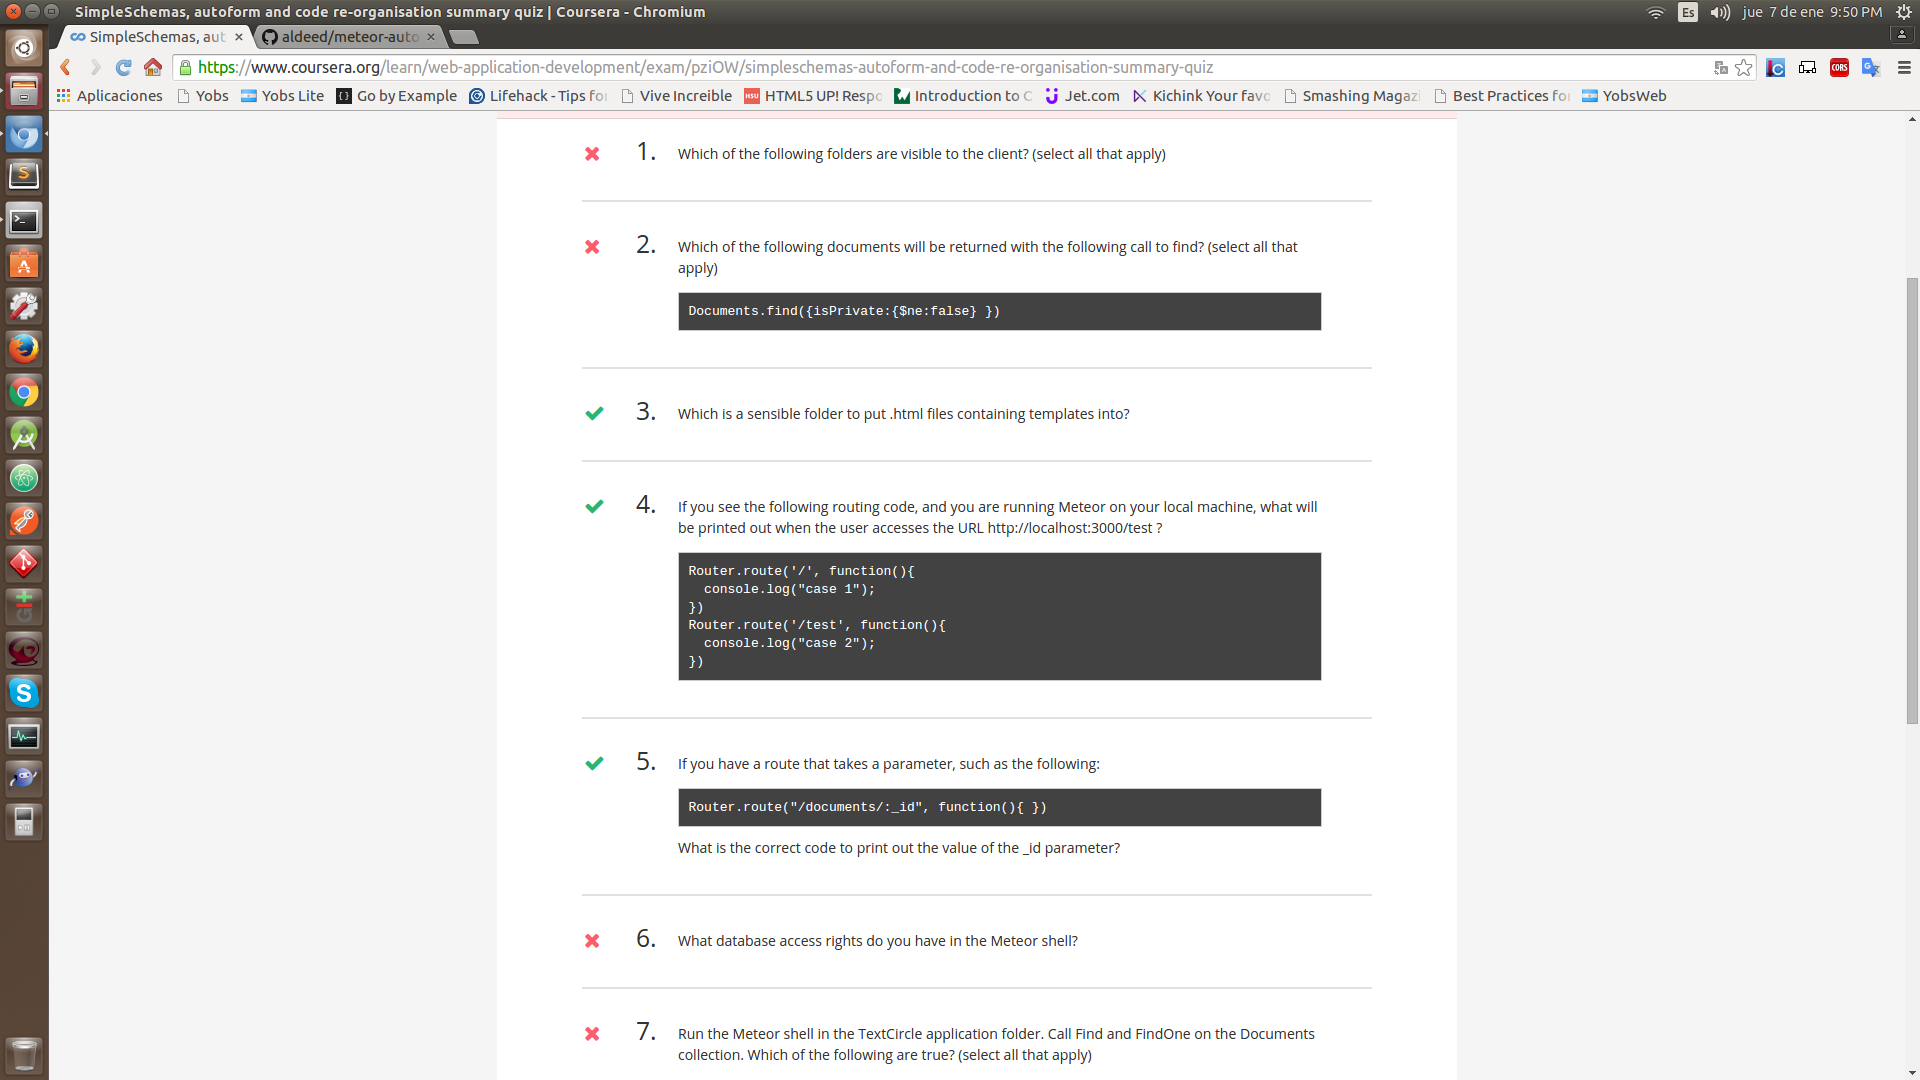 SimpleSchemas, autoform and code re-organisation summary quiz | Coursera - Chromium
Es
jue 7 de ene 9:50 PM
SimpleSchemas, aut
aldeed/meteor-auto
https://www.coursera.org/learn/web-application-development/exam/pziOW/simpleschemas-autoform-and-code-re-organisation-summary-quiz
CORS
Aplicaciones
Yobs
Yobs Lite
Go by Example
Lifehack - Tips fo
Vive Increible
HSU
HTML5 UP! Respo
Introduction to C
Jet.com
Kichink Your favo
Smashing Magazi
Best Practices fo
YobsWeb
1. Which of the following folders are visible to the client? (select all that apply)
2. Which of the following documents will be returned with the following call to find? (select all that
apply)
Documents.find({isPrivate:{$ne:false} })
3. Which is a sensible folder to put .html files containing templates into?
4. If you see the following routing code, and you are running Meteor on your local machine, what will
be printed out when the user accesses the URL http://localhost:3000/test ?
Router.route('/', function(){
console.log("case 1");
})
Router.route('/test', function(){
console.log("case 2");
})
5. If you have a route that takes a parameter, such as the following:
Router.route("/documents/:_id", function(){ })
What is the correct code to print out the value of the _id parameter?
6. What database access rights do you have in the Meteor shell?
7. Run the Meteor shell in the TextCircle application folder. Call Find and FindOne on the Documents
collection. Which of the following are true? (select all that apply)